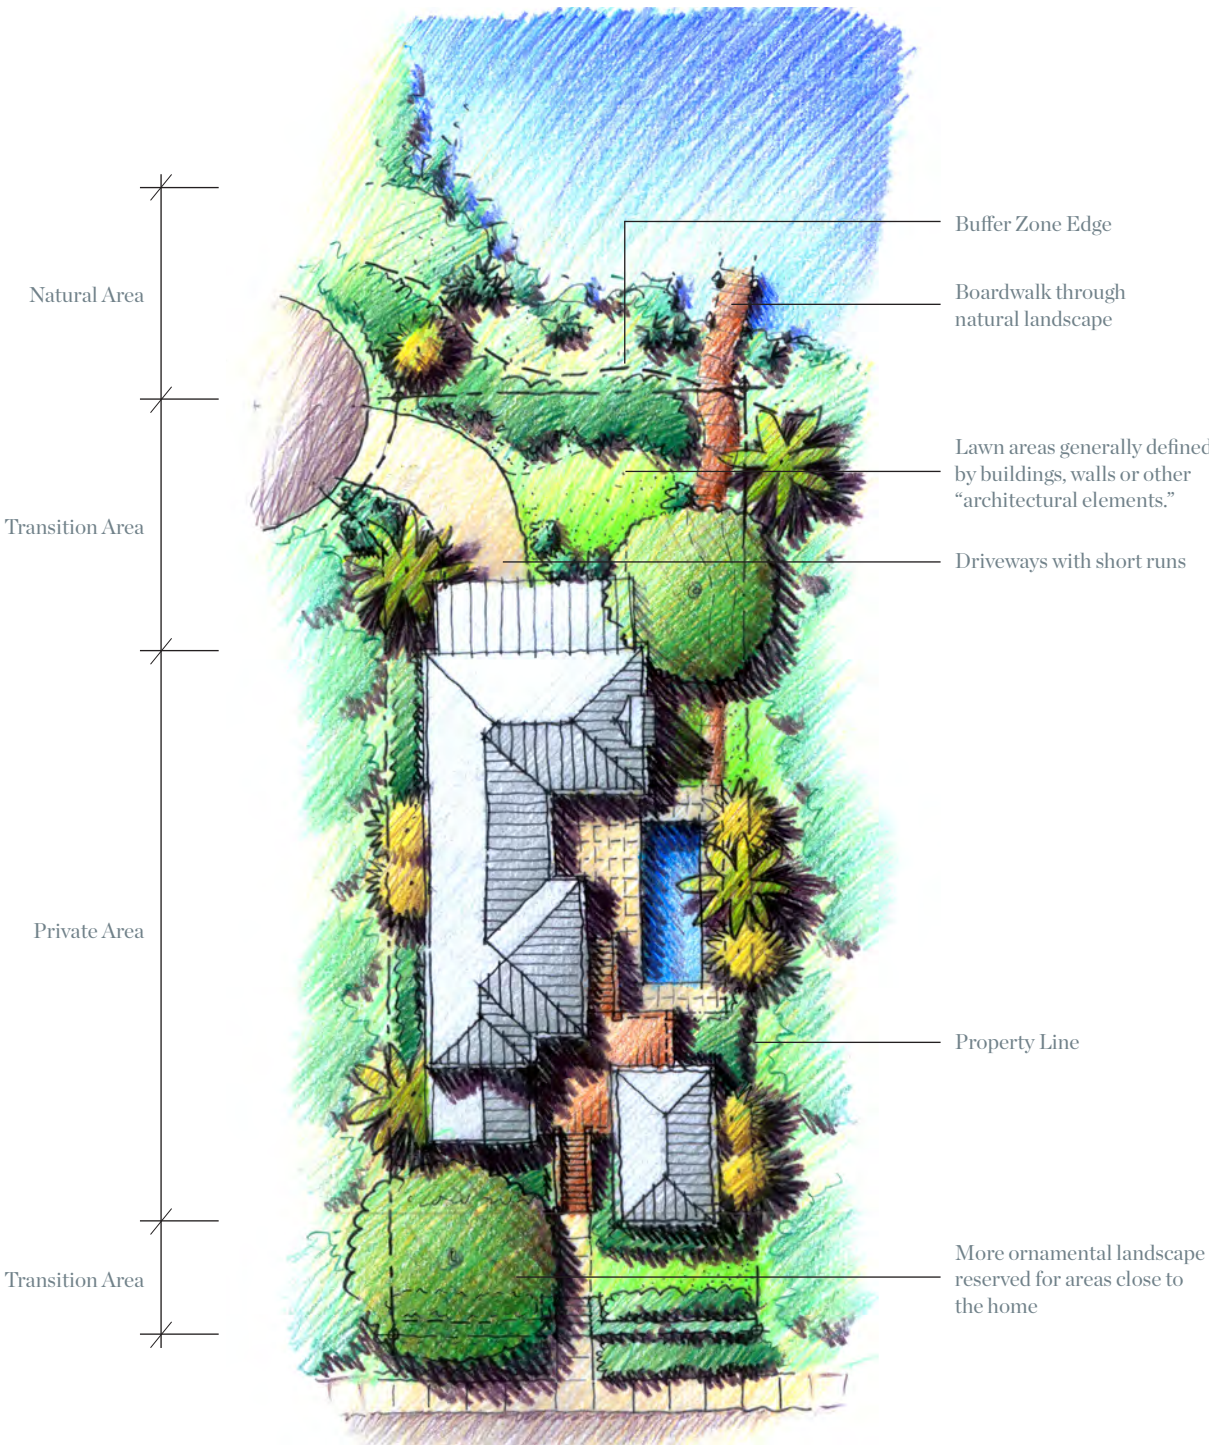 Natural Area
Transition Area
Private Area
Transition Area
Buffer Zone Edge
Boardwalk through
natural landscape
Lawn areas generally defined
by buildings, walls or other
“architectural elements.”
Driveways with short runs
Property Line
More ornamental landscape
reserved for areas close to
the home